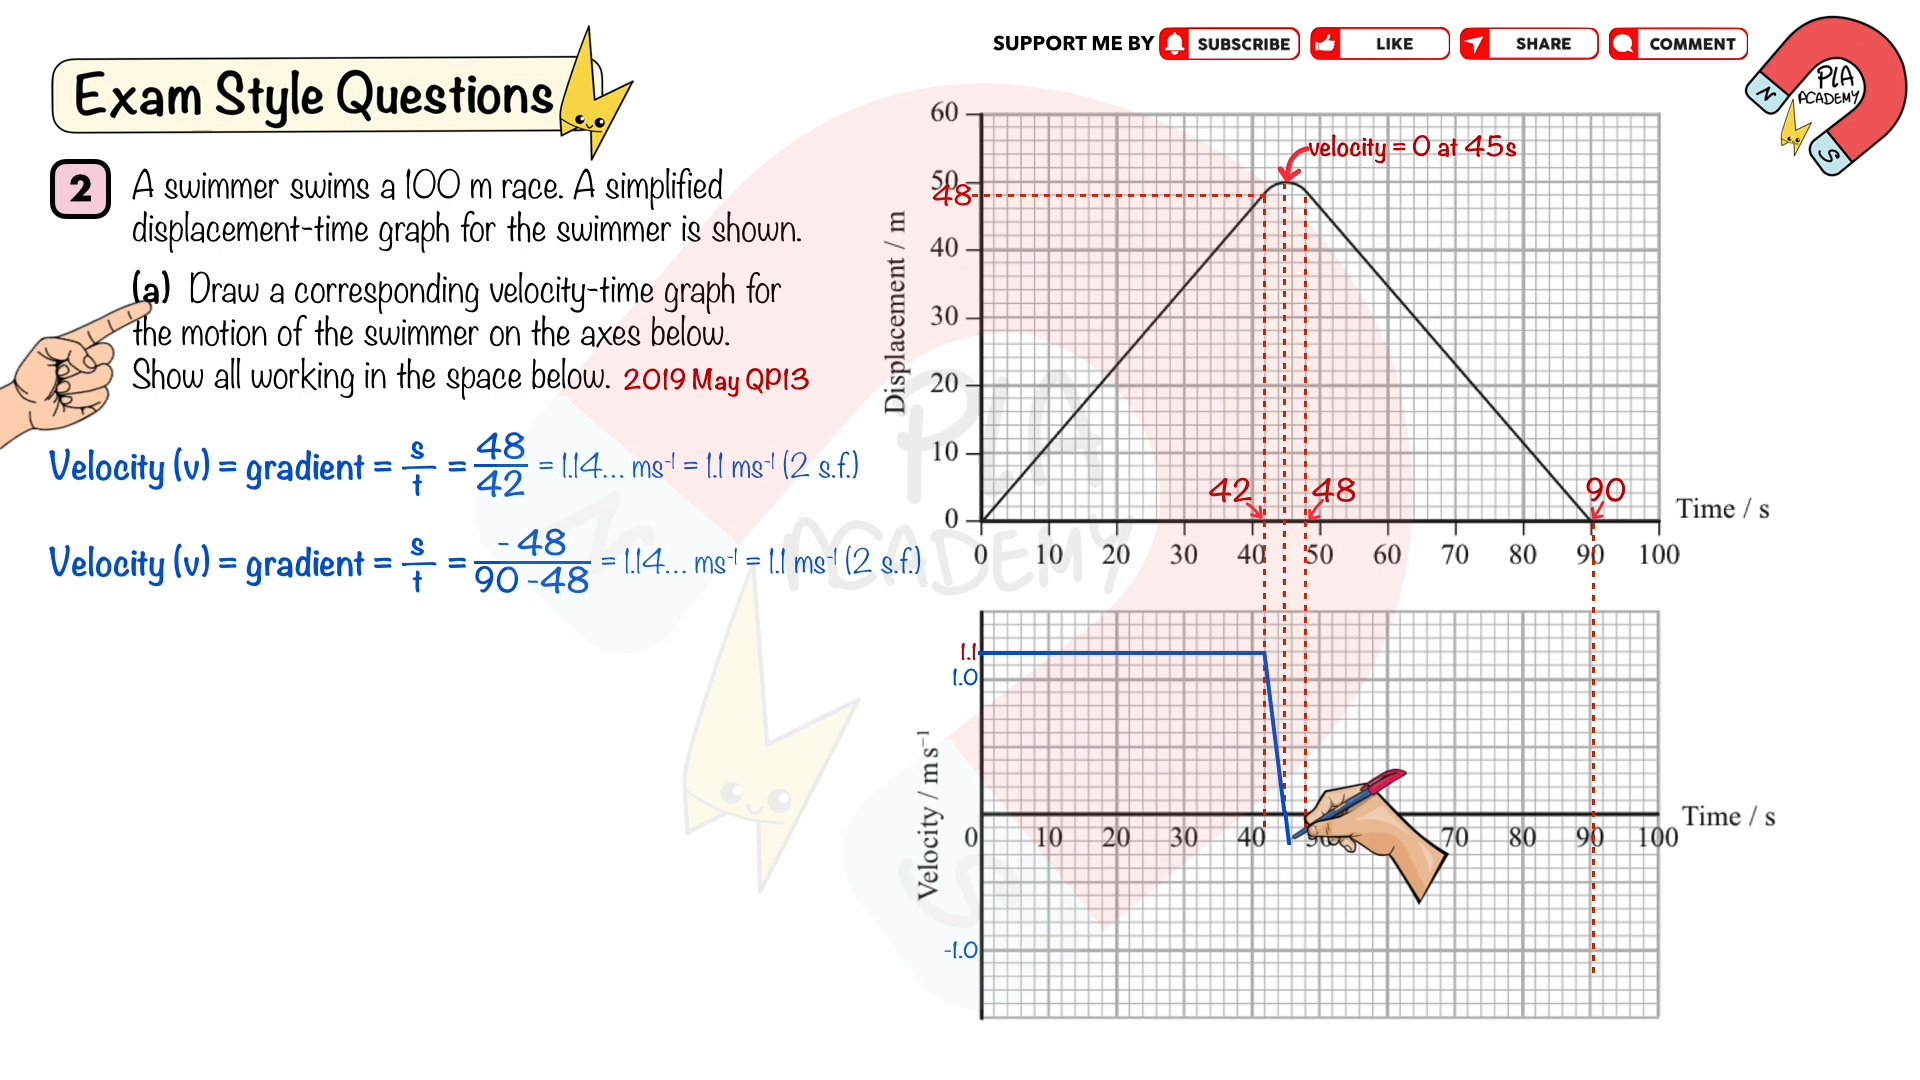 SUPPORT ME BY SUBSCRIBE LIKE SHARE COMMENT
PLA
ACADEMY
N
S
Exam Style Questions
2 A swimmer swims a 100 m race. A simplified
displacement-time graph for the swimmer is shown.
(a) Draw a corresponding velocity-time graph for
the motion of the swimmer on the axes below.
Show all working in the space below. 2019 May QP13
Velocity (v) = gradient = s/t = 48/42 = 1.14... ms⁻¹ = 1.1 ms⁻¹ (2 s.f.)
Velocity (v) = gradient = s/t = -48/90-48 = 1.14... ms⁻¹ = 1.1 ms⁻¹ (2 s.f.)
velocity = 0 at 45s
Displacement / m
60
50
48
40
30
20
10
0
42 48 90
Time / s
0 10 20 30 40 50 60 70 80 90 100
PLA
ACADEMY
Velocity / m s⁻¹
1.1
1.0
0 10 20 30 40 70 80 90 100
Time / s
-1.0